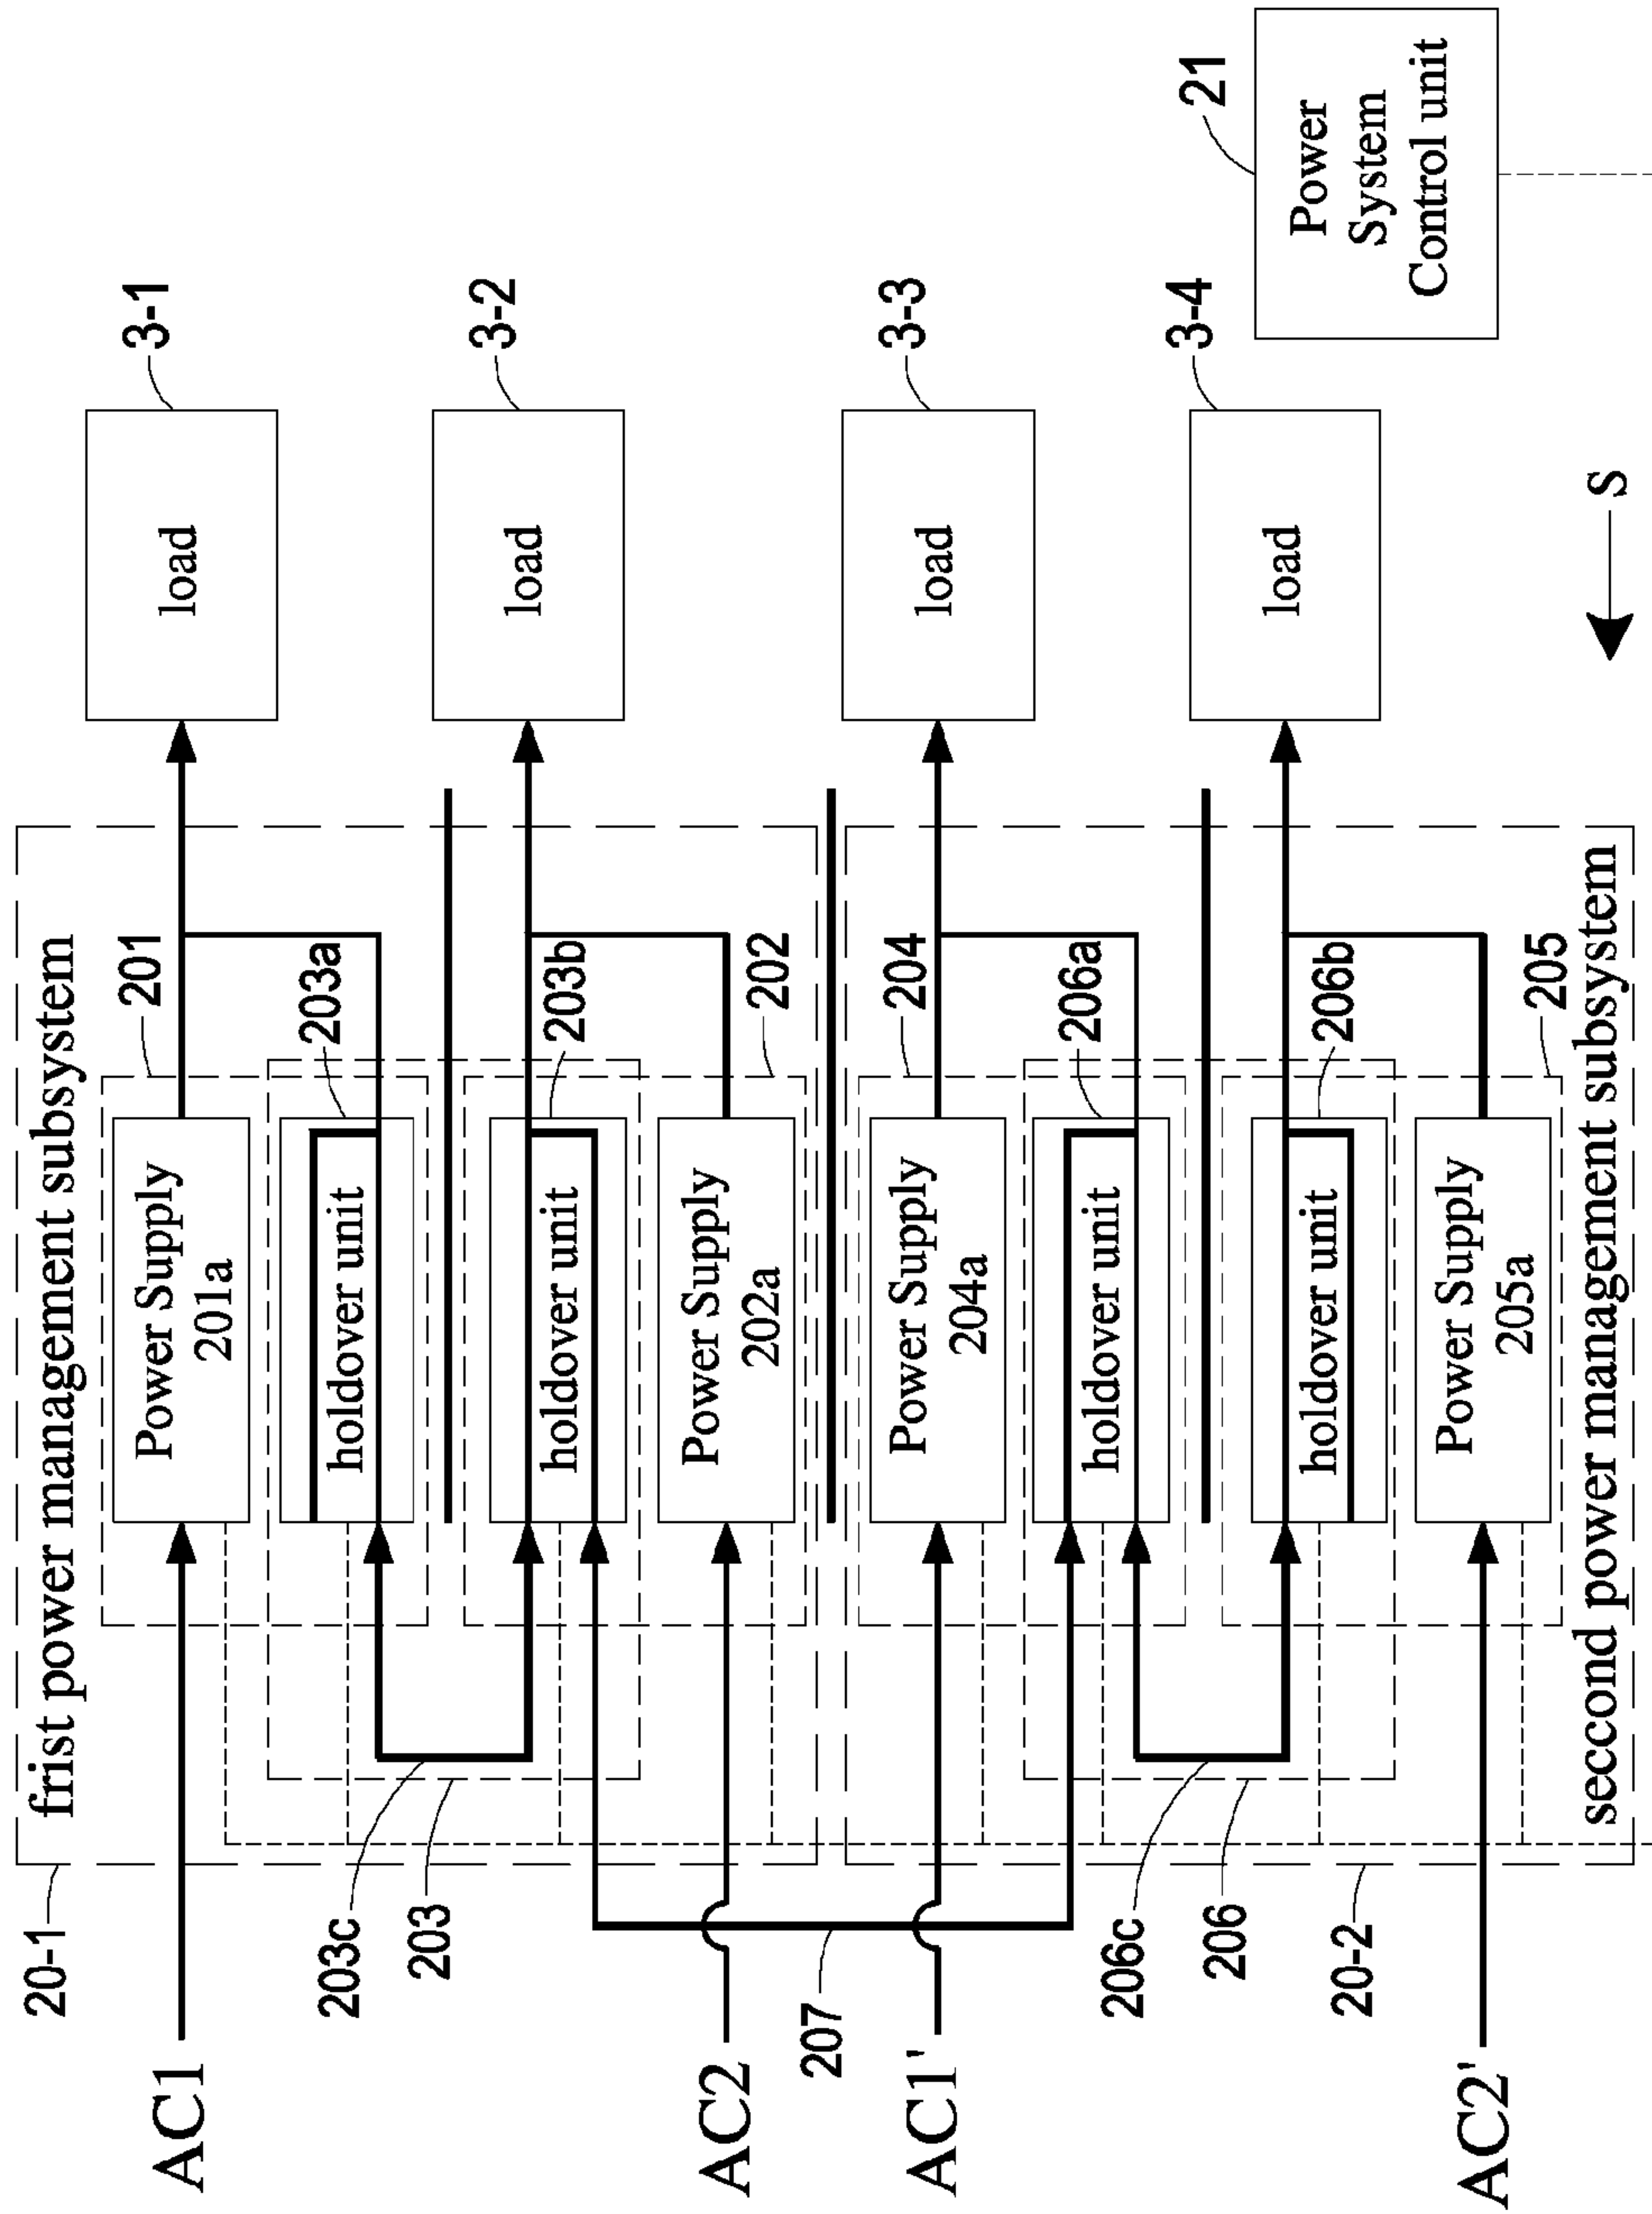 frist power management subsystem
20-1
AC1
201
Power Supply
201a
3-1
load
203a
holdover unit
203c
203
203b
holdover unit
3-2
load
202
Power Supply
202a
AC2
207
AC1'
204
Power Supply
204a
3-3
load
206a
holdover unit
206c
206
206b
holdover unit
3-4
load
20-2
205
Power Supply
205a
AC2'
seccond power management subsystem
21
Power
System
Control unit
S